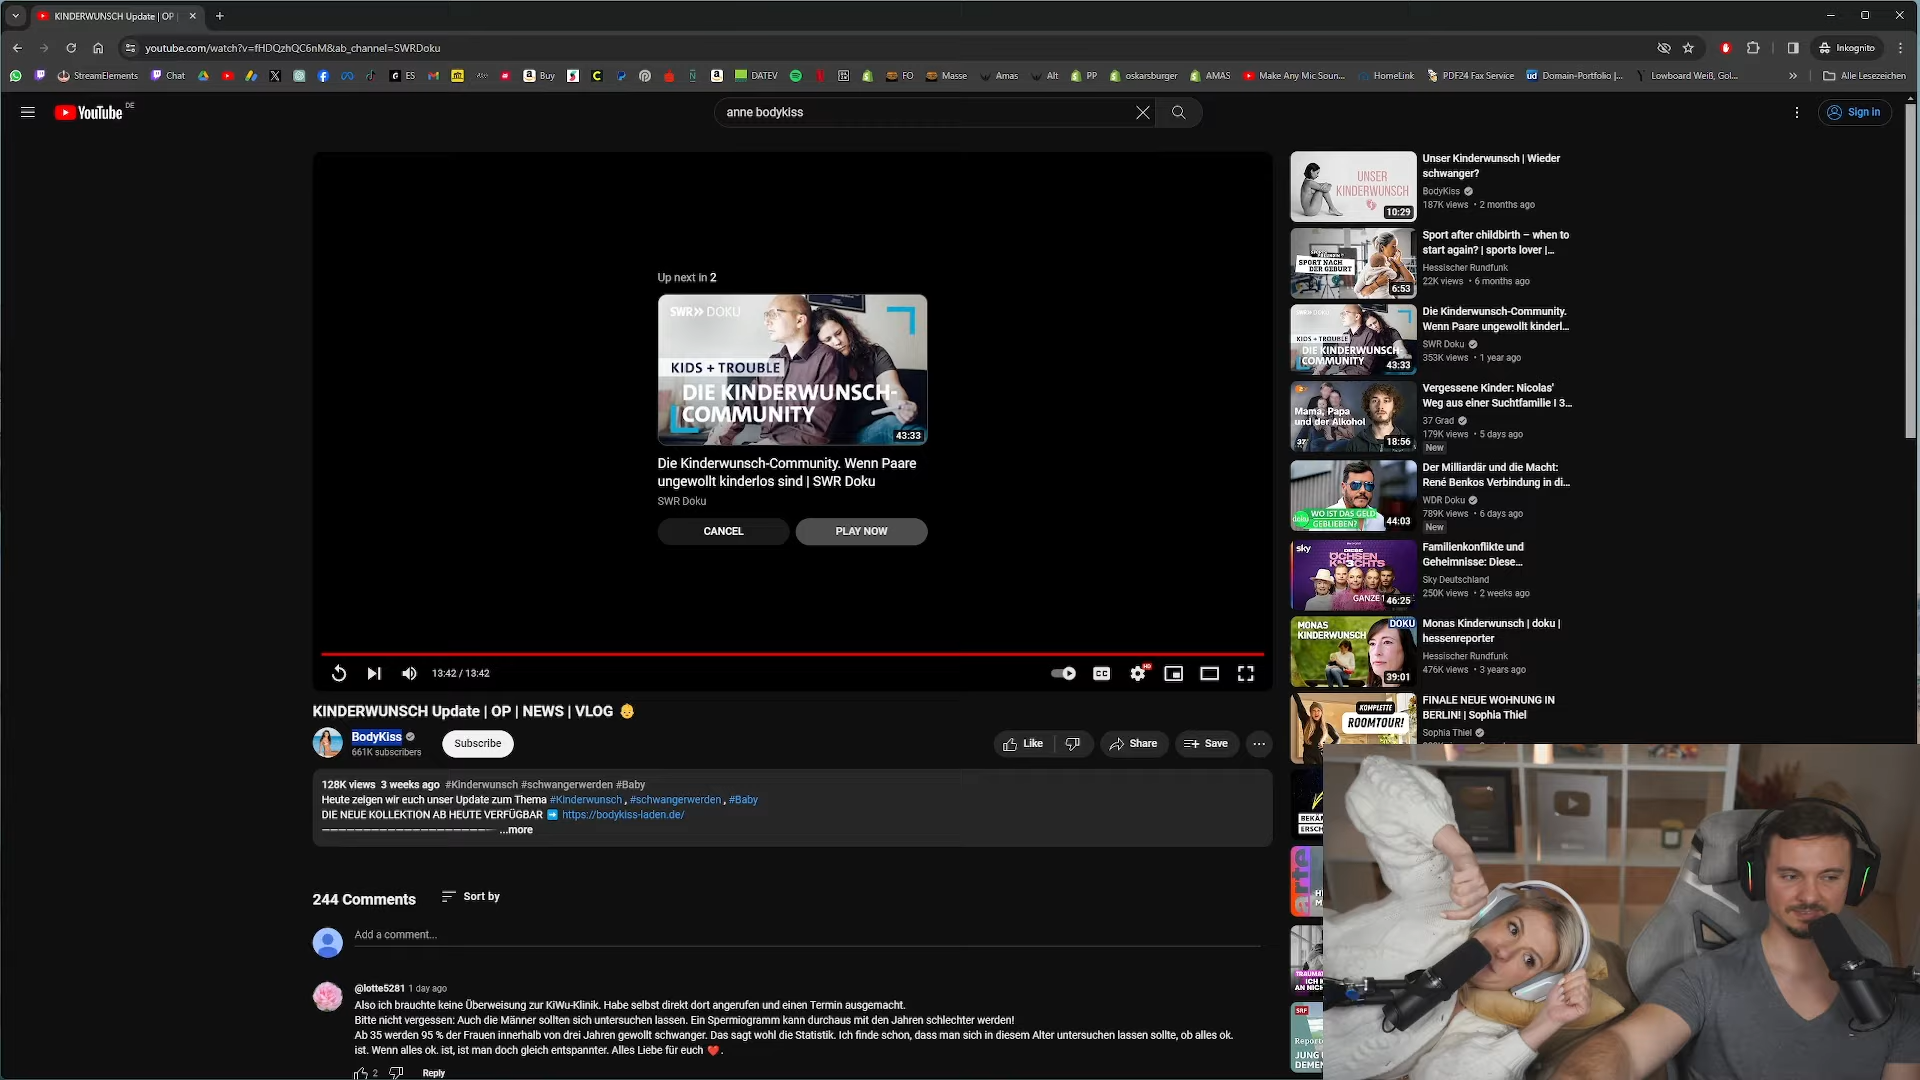 KINDERWUNSCH Update | OP |
youtube.com/watch?v=fHDQzhQC6nM&ab_channel=SWRDoku
Inkognito
StreamElements
Chat
ES
Buy
DATEV
FO
Masse
Amas
Alt
PP
oskarsburger
AMAS
Make Any Mic Soun...
HomeLink
PDF24 Fax Service
Domain-Portfolio |...
Lowboard Weiß, Gol...
Alle Lesezeichen
YouTube DE
anne bodykiss
Sign in
Up next in 2
SWR>> DOKU
KIDS + TROUBLE
DIE KINDERWUNSCH-
COMMUNITY
43:33
Die Kinderwunsch-Community. Wenn Paare
ungewollt kinderlos sind | SWR Doku
SWR Doku
CANCEL
PLAY NOW
13:42 / 13:42
CC
HD
KINDERWUNSCH Update | OP | NEWS | VLOG 👶
BodyKiss
661K subscribers
Subscribe
Like
Share
Save
128K views 3 weeks ago #Kinderwunsch #schwangerwerden #Baby
Heute zeigen wir euch unser Update zum Thema #Kinderwunsch , #schwangerwerden , #Baby
DIE NEUE KOLLEKTION AB HEUTE VERFÜGBAR ➡️ https://bodykiss-laden.de/
...more
244 Comments
Sort by
Add a comment...
@lotte5281 1 day ago
Also ich brauchte keine Überweisung zur KiWu-Klinik. Habe selbst direkt dort angerufen und einen Termin ausgemacht.
Bitte nicht vergessen: Auch die Männer sollten sich untersuchen lassen. Ein Spermiogramm kann durchaus mit den Jahren schlechter werden!
Ab 35 werden 95 % der Frauen innerhalb von drei Jahren gewollt schwanger. Das sagt wohl die Statistik. Ich finde schon, dass man sich in diesem Alter untersuchen lassen sollte, ob alles ok.
ist. Wenn alles ok. ist, ist man doch gleich entspannter. Alles Liebe für euch ❤️.
2
Reply
UNSER
KINDERWUNSCH
10:29
Unser Kinderwunsch | Wieder
schwanger?
BodyKiss
187K views • 2 months ago
SPORT NACH
DER GEBURT
6:53
Sport after childbirth – when to
start again? | sports lover |...
Hessischer Rundfunk
22K views • 6 months ago
KIDS + TROUBLE
DIE KINDERWUNSCH-
COMMUNITY
43:33
Die Kinderwunsch-Community.
Wenn Paare ungewollt kinderl...
SWR Doku
353K views • 1 year ago
Mama, Papa
und der Alkohol
37°
18:56
Vergessene Kinder: Nicolas'
Weg aus einer Suchtfamilie I 3...
37 Grad
179K views • 5 days ago
New
WO IST DAS GELD
GEBLIEBEN?
44:03
Der Milliardär und die Macht:
René Benkos Verbindung in di...
WDR Doku
789K views • 6 days ago
New
sky
OCHSEN
KNECHTS
GANZE
46:25
Familienkonflikte und
Geheimnisse: Diese...
Sky Deutschland
250K views • 2 weeks ago
MONAS
KINDERWUNSCH
DOKU
39:01
Monas Kinderwunsch | doku |
hessenreporter
Hessischer Rundfunk
476K views • 3 years ago
KOMPLETTE
ROOMTOUR!
FINALE NEUE WOHNUNG IN
BERLIN! | Sophia Thiel
Sophia Thiel
arte
SRF